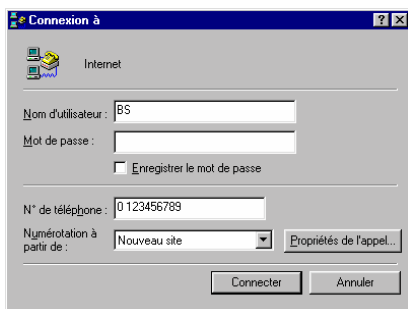 Connexion à
Internet
Nom d'utilisateur : BS
Mot de passe :
Enregistrer le mot de passe
N° de téléphone : 0 123456789
Numérotation à
partir de : Nouveau site Propriétés de l'appel...
Connecter Annuler